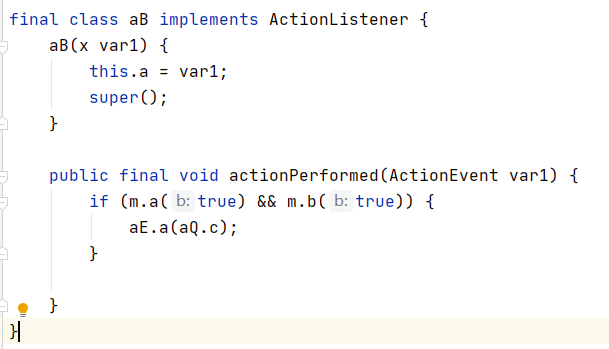 final class aB implements ActionListener {
    aB(x var1) {
        this.a = var1;
        super();
    }

    public final void actionPerformed(ActionEvent var1) {
        if (m.a( b: true) && m.b( b: true)) {
            aE.a(aQ.c);
        }

    }
}